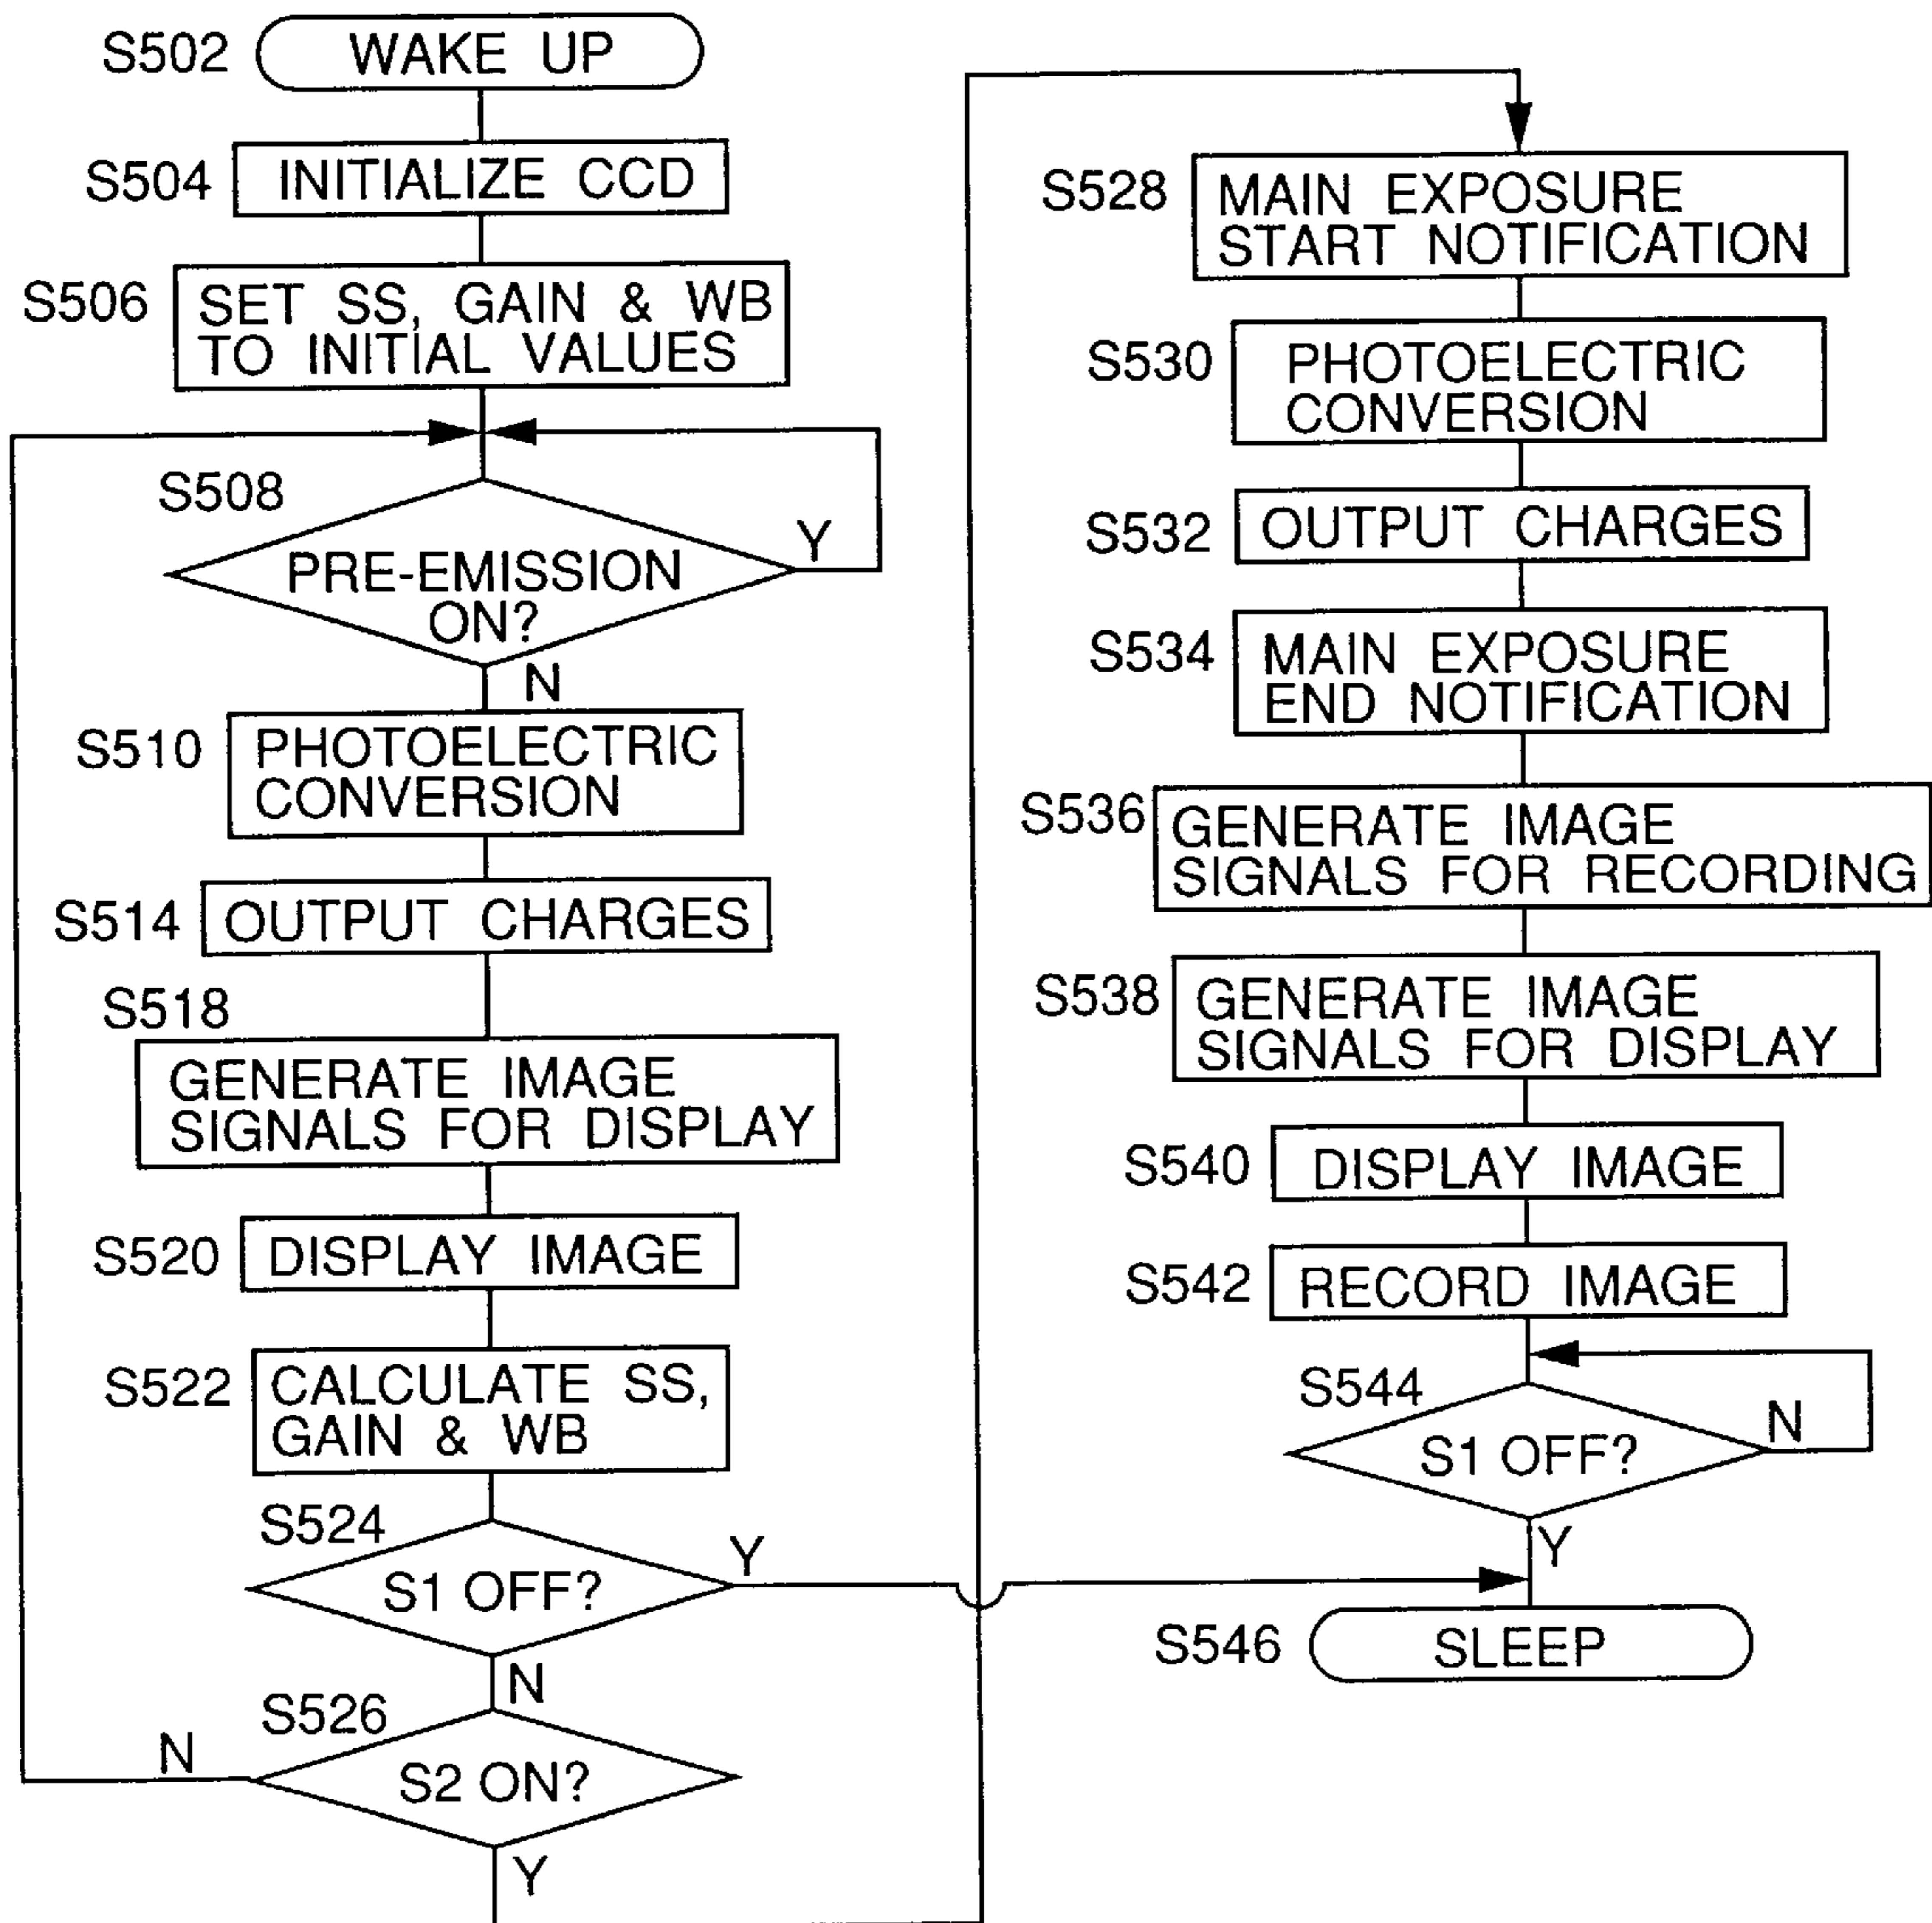 S502 WAKE UP
S504 INITIALIZE CCD
S506 SET SS, GAIN & WB
TO INITIAL VALUES
S508
Y
PRE-EMISSION
ON?
N
S510 PHOTOELECTRIC
CONVERSION
S514 OUTPUT CHARGES
S518
GENERATE IMAGE
SIGNALS FOR DISPLAY
S520 DISPLAY IMAGE
S522 CALCULATE SS,
GAIN & WB
S524
Y
S1 OFF?
N
S526
N
S2 ON?
Y
S528 MAIN EXPOSURE
START NOTIFICATION
S530 PHOTOELECTRIC
CONVERSION
S532 OUTPUT CHARGES
S534 MAIN EXPOSURE
END NOTIFICATION
S536 GENERATE IMAGE
SIGNALS FOR RECORDING
S538 GENERATE IMAGE
SIGNALS FOR DISPLAY
S540 DISPLAY IMAGE
S542 RECORD IMAGE
S544
N
S1 OFF?
Y
S546 SLEEP